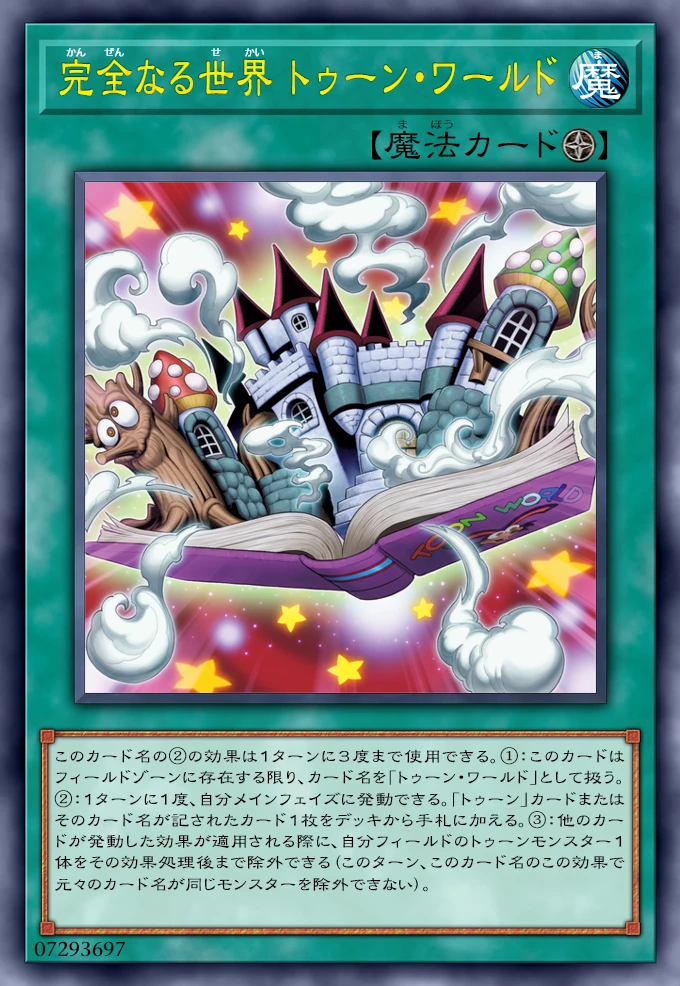 かん ぜん せ かい
完全なる世界 トゥーン・ワールド
ま
魔
ま ほう
【魔法カード】
TOON WORLD
このカード名の②の効果は1ターンに3度まで使用できる。①:このカードは
フィールドゾーンに存在する限り、カード名を「トゥーン・ワールド」として扱う。
②:1ターンに1度、自分メインフェイズに発動できる。「トゥーン」カードまたは
そのカード名が記されたカード1枚をデッキから手札に加える。③:他のカー
ドが発動した効果が適用される際に、自分フィールドのトゥーンモンスター1
体をその効果処理後まで除外できる(このターン、このカード名のこの効果で
元々のカード名が同じモンスターを除外できない)。
07293697